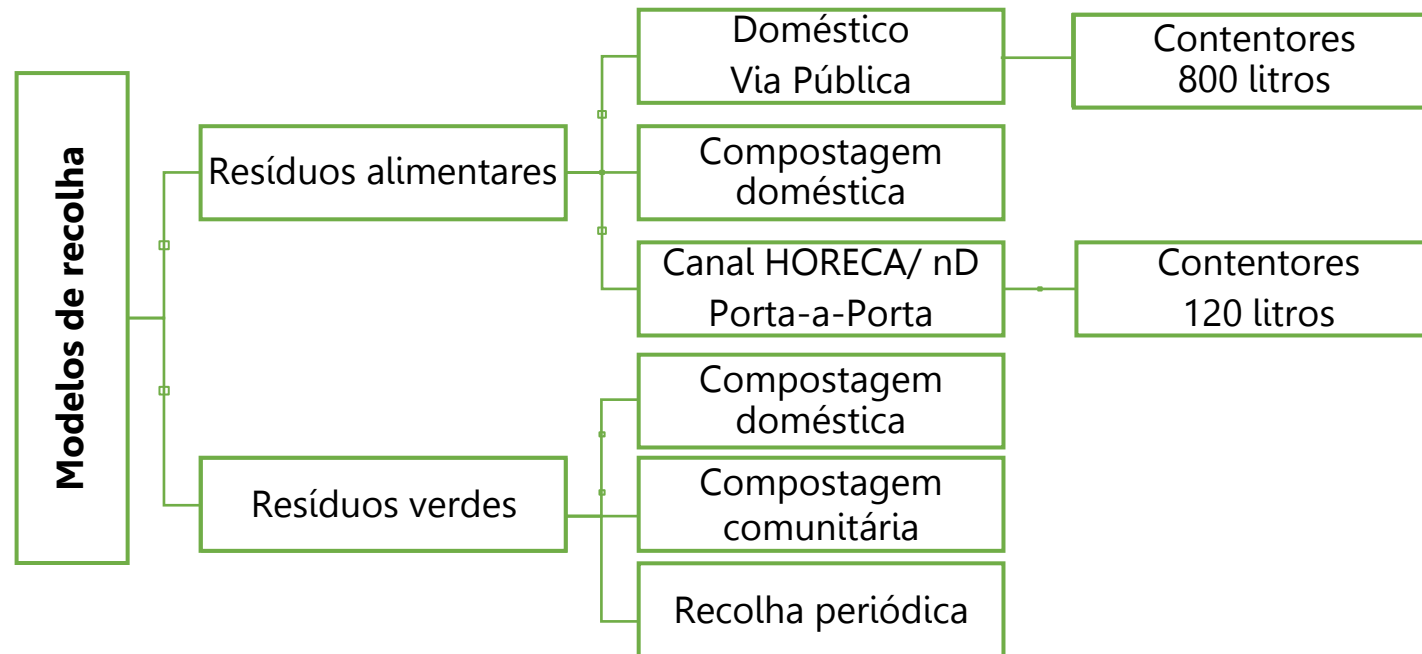 Modelos de recolha
Resíduos alimentares
Doméstico
Via Pública
Contentores
800 litros
Compostagem
doméstica
Canal HORECA/ nD
Porta-a-Porta
Contentores
120 litros
Resíduos verdes
Compostagem
doméstica
Compostagem
comunitária
Recolha periódica